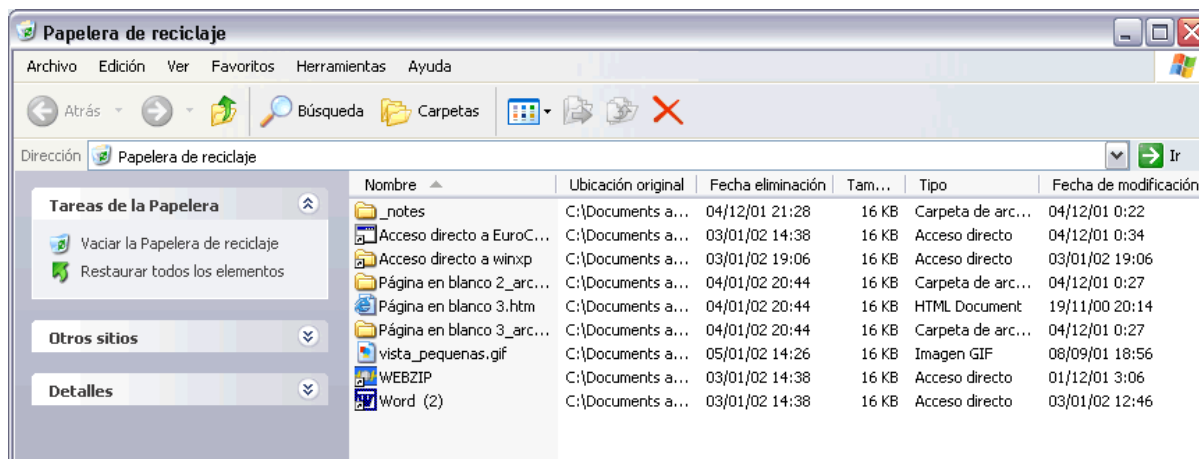 Papelera de reciclaje
Archivo Edición Ver Favoritos Herramientas Ayuda
Atrás Búsqueda Carpetas
Dirección Papelera de reciclaje Ir
Tareas de la Papelera
Vaciar la Papelera de reciclaje
Restaurar todos los elementos
Otros sitios
Detalles
Nombre Ubicación original Fecha eliminación Tam... Tipo Fecha de modificación
_notes C:\Documents a... 04/12/01 21:28 16 KB Carpeta de arc... 04/12/01 0:22
Acceso directo a EuroC... C:\Documents a... 03/01/02 14:38 16 KB Acceso directo 04/12/01 0:34
Acceso directo a winxp C:\Documents a... 03/01/02 19:06 16 KB Acceso directo 03/01/02 19:06
Página en blanco 2_arc... C:\Documents a... 04/01/02 20:44 16 KB Carpeta de arc... 04/12/01 0:27
Página en blanco 3.htm C:\Documents a... 04/01/02 20:44 16 KB HTML Document 19/11/00 20:14
Página en blanco 3_arc... C:\Documents a... 04/01/02 20:44 16 KB Carpeta de arc... 04/12/01 0:27
vista_pequenas.gif C:\Documents a... 05/01/02 14:26 16 KB Imagen GIF 08/09/01 18:56
WEBZIP C:\Documents a... 03/01/02 14:38 16 KB Acceso directo 01/12/01 3:06
Word (2) C:\Documents a... 03/01/02 14:38 16 KB Acceso directo 03/01/02 12:46